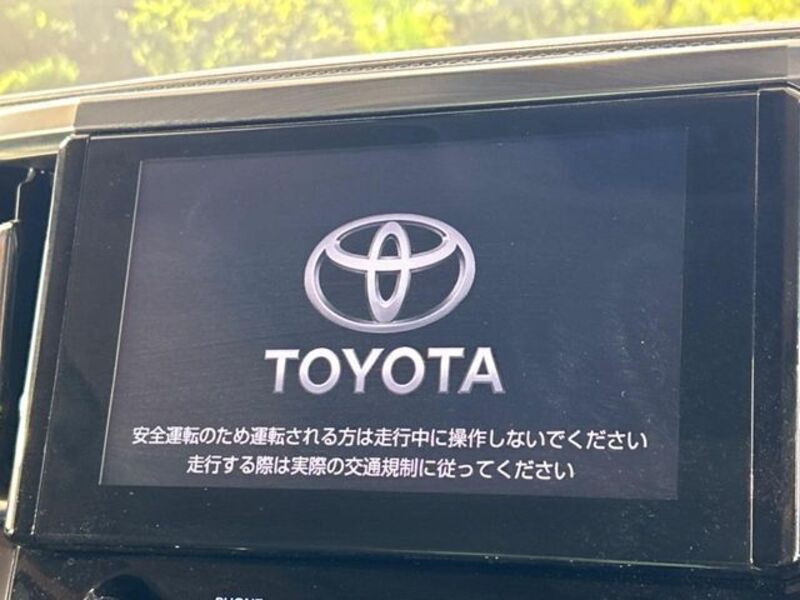 TOYOTA
安全運転のため運転される方は走行中に操作しないでください
走行する際は実際の交通規制に従ってください
PHONE